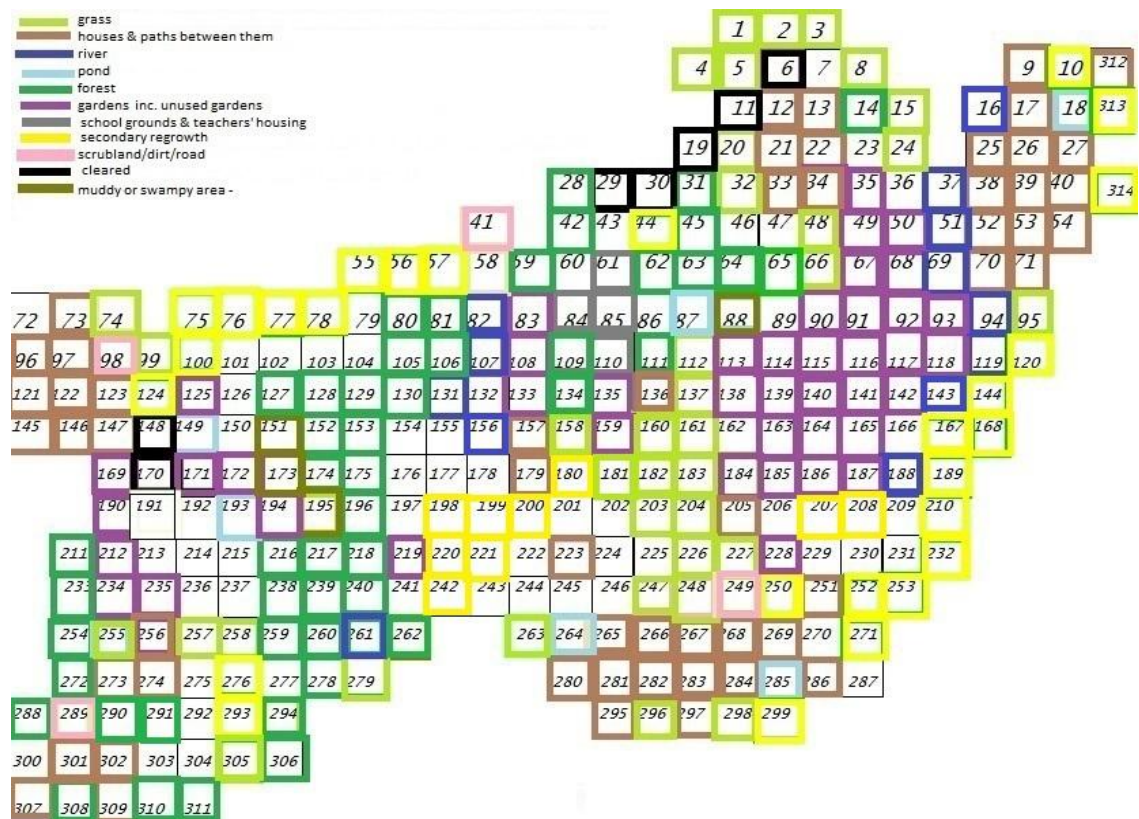 grass
houses & paths between them
river
pond
forest
gardens inc. unused gardens
school grounds & teachers' housing
secondary regrowth
scrubland/dirt/road
cleared
muddy or swampy area -
1 2 3
4 5 6 7 8 9 10 312
11 12 13 14 15 16 17 18 313
19 20 21 22 23 24 25 26 27
28 29 30 31 32 33 34 35 36 37 38 39 40 314
41 42 43 44 45 46 47 48 49 50 51 52 53 54
55 56 57 58 59 60 61 62 63 64 65 66 67 68 69 70 71
72 73 74 75 76 77 78 79 80 81 82 83 84 85 86 87 88 89 90 91 92 93 94 95
96 97 98 99 100 101 102 103 104 105 106 107 108 109 110 111 112 113 114 115 116 117 118 119 120
121 122 123 124 125 126 127 128 129 130 131 132 133 134 135 136 137 138 139 140 141 142 143 144
145 146 147 148 149 150 151 152 153 154 155 156 157 158 159 160 161 162 163 164 165 166 167 168
169 170 171 172 173 174 175 176 177 178 179 180 181 182 183 184 185 186 187 188 189
190 191 192 193 194 195 196 197 198 199 200 201 202 203 204 205 206 207 208 209 210
211 212 213 214 215 216 217 218 219 220 221 222 223 224 225 226 227 228 229 230 231 232
233 234 235 236 237 238 239 240 241 242 243 244 245 246 247 248 249 250 251 252 253
254 255 256 257 258 259 260 261 262 263 264 265 266 267 268 269 270 271
272 273 274 275 276 277 278 279 280 281 282 283 284 285 286 287
288 289 290 291 292 293 294 295 296 297 298 299
300 301 302 303 304 305 306
307 308 309 310 311